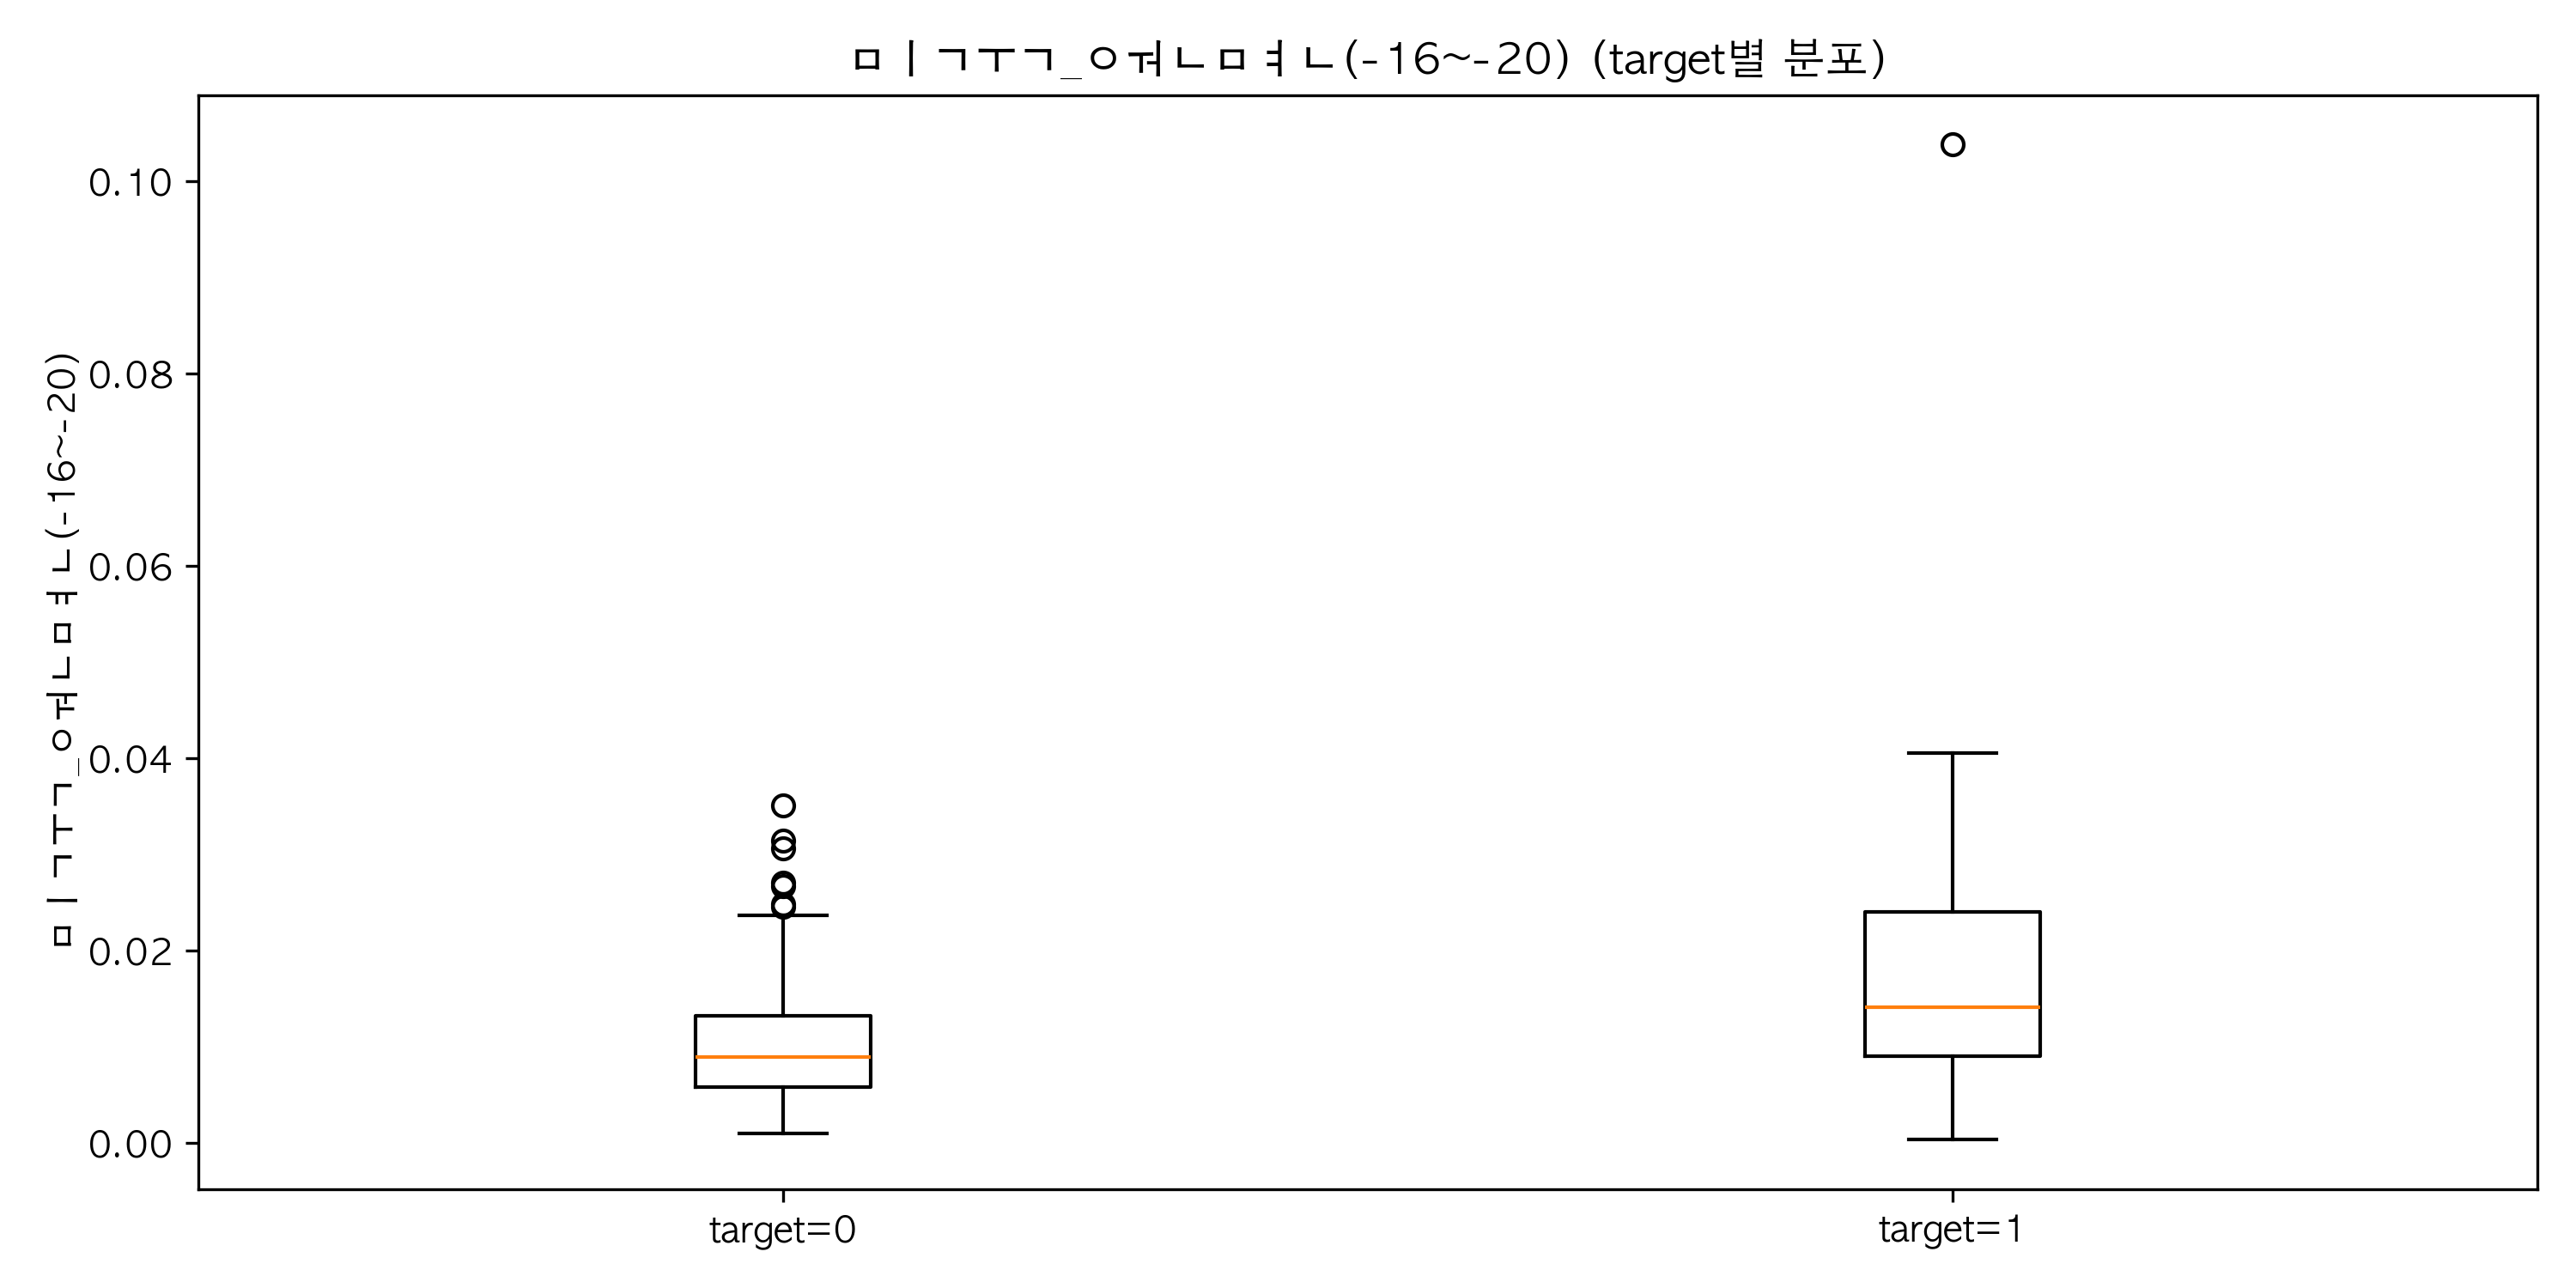 ㅁㅣㄱㅜㄱ_ㅇㅝㄴㅁㅕㄴ(-16~-20) (target별 분포)
ㅁㅣㄱㅜㄱ_ㅇㅝㄴㅁㅕㄴ(-16~-20)
0.10
0.08
0.06
0.04
0.02
0.00
target=0
target=1